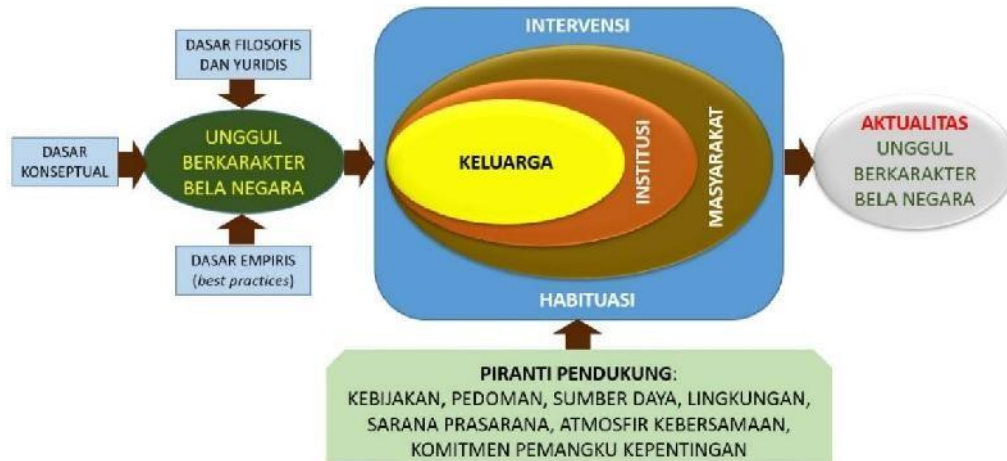 DASAR FILOSOFIS
DAN YURIDIS
DASAR
KONSEPTUAL
UNGGUL
BERKARAKTER
BELA NEGARA
DASAR EMPIRIS
(best practices)
INTERVENSI
KELUARGA
INSTITUSI
MASYARAKAT
HABITUASI
AKTUALITAS
UNGGUL
BERKARAKTER
BELA NEGARA
PIRANTI PENDUKUNG:
KEBIJAKAN, PEDOMAN, SUMBER DAYA, LINGKUNGAN,
SARANA PRASARANA, ATMOSFIR KEBERSAMAAN,
KOMITMEN PEMANGKU KEPENTINGAN